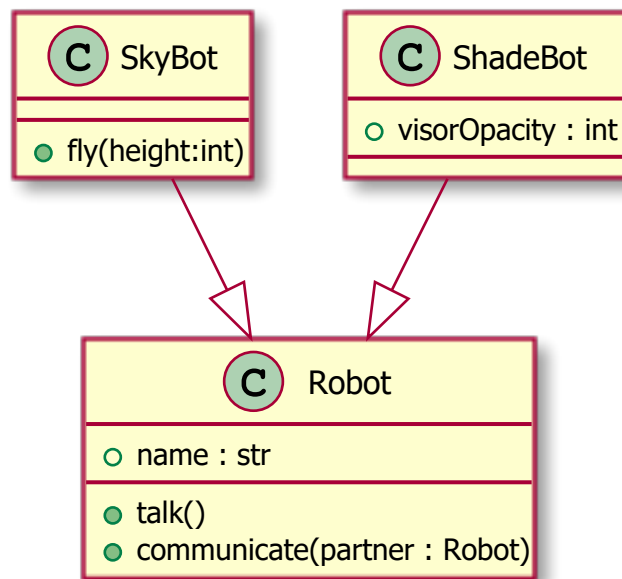 C SkyBot
fly(height:int)
C ShadeBot
visorOpacity : int
C Robot
name : str
talk()
communicate(partner : Robot)